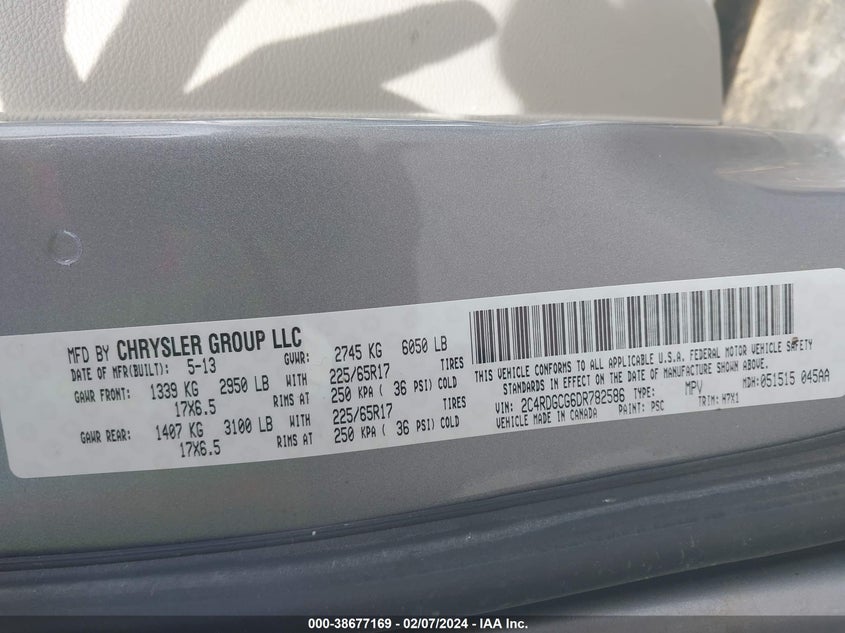 MFD BY CHRYSLER GROUP LLC
DATE OF MFR(BUILT): 5-13 GVWR: 2745 KG 6050 LB
GAWR FRONT: 1339 KG 2950 LB WITH 225/65R17 TIRES
17X6.5 RIMS AT 250 KPA ( 36 PSI) COLD
GAWR REAR: 1407 KG 3100 LB WITH 225/65R17 TIRES
17X6.5 RIMS AT 250 KPA ( 36 PSI) COLD
THIS VEHICLE CONFORMS TO ALL APPLICABLE U.S.A. FEDERAL MOTOR VEHICLE SAFETY
STANDARDS IN EFFECT ON THE DATE OF MANUFACTURE SHOWN ABOVE.
VIN: 2C4RDGCG6DR782586 TYPE: MPV MDH:051515 045AA
VEHICLE MADE IN CANADA PAINT: PSC TRIM: H7X1
000-38677169 — 02/07/2024 — IAA Inc.